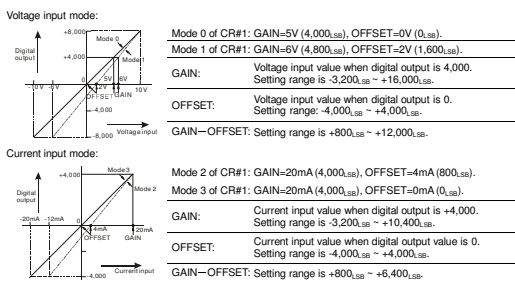 Voltage input mode:
+8,000
Mode 0
Digital
output
Mode 1
+4,000
0
5V 6V
-10V -6V
2V
10V
OFFSET GAIN
-4,000
Voltage input
-8,000
Mode 0 of CR#1: GAIN=5V (4,000LSB), OFFSET=0V (0LSB).
Mode 1 of CR#1: GAIN=6V (4,800LSB), OFFSET=2V (1,600LSB).
GAIN: Voltage input value when digital output is 4,000.
Setting range is -3,200LSB ~ +16,000LSB.
OFFSET: Voltage input value when digital output is 0.
Setting range: -4,000LSB ~ +4,000LSB.
GAIN—OFFSET: Setting range is +800LSB ~ +12,000LSB.
Current input mode:
Mode 3
+4,000
Mode 2
Digital
output
-20mA -12mA
0
4mA
20mA
OFFSET GAIN
Current input
-4,000
Mode 2 of CR#1: GAIN=20mA (4,000LSB), OFFSET=4mA (800LSB).
Mode 3 of CR#1: GAIN=20mA (4,000LSB), OFFSET=0mA (0LSB).
GAIN: Current input value when digital output is +4,000.
Setting range is -3,200LSB ~ +10,400LSB.
OFFSET: Current input value when digital output value is 0.
Setting range is -4,000LSB ~ +4,000LSB.
GAIN—OFFSET: Setting range is +800LSB ~ +6,400LSB.